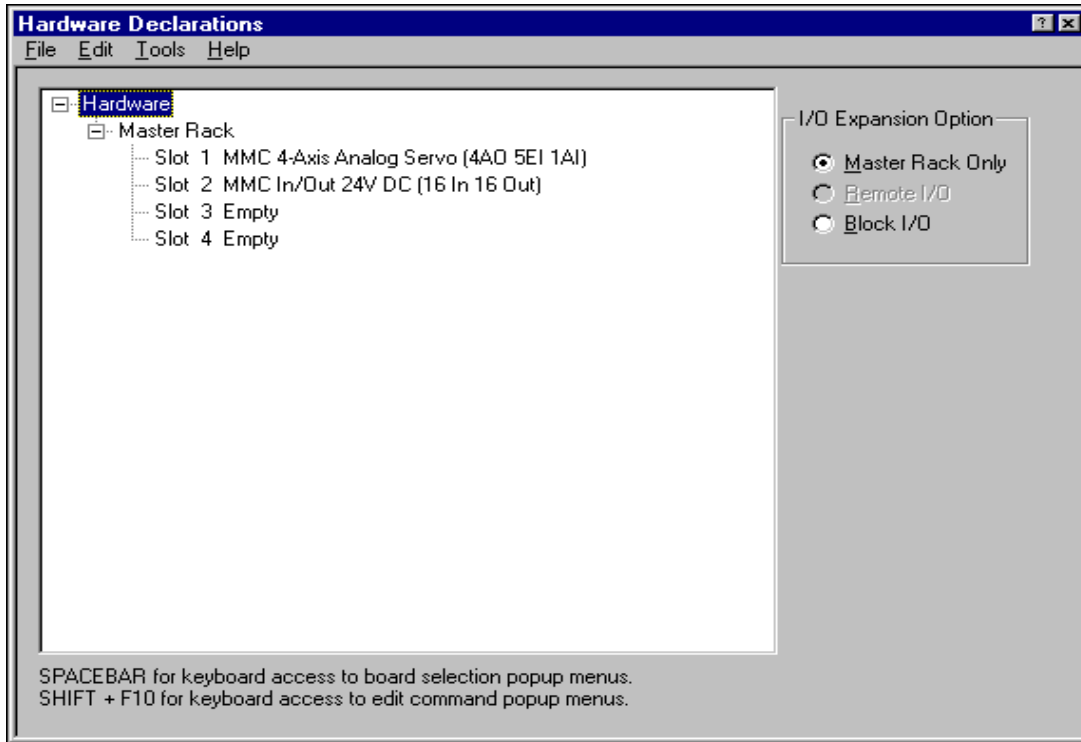 Hardware Declarations
File Edit Tools Help
Hardware
Master Rack
Slot 1 MMC 4-Axis Analog Servo (4AO 5EI 1AI)
Slot 2 MMC In/Out 24V DC (16 In 16 Out)
Slot 3 Empty
Slot 4 Empty
I/O Expansion Option
Master Rack Only
Remote I/O
Block I/O
SPACEBAR for keyboard access to board selection popup menus.
SHIFT + F10 for keyboard access to edit command popup menus.